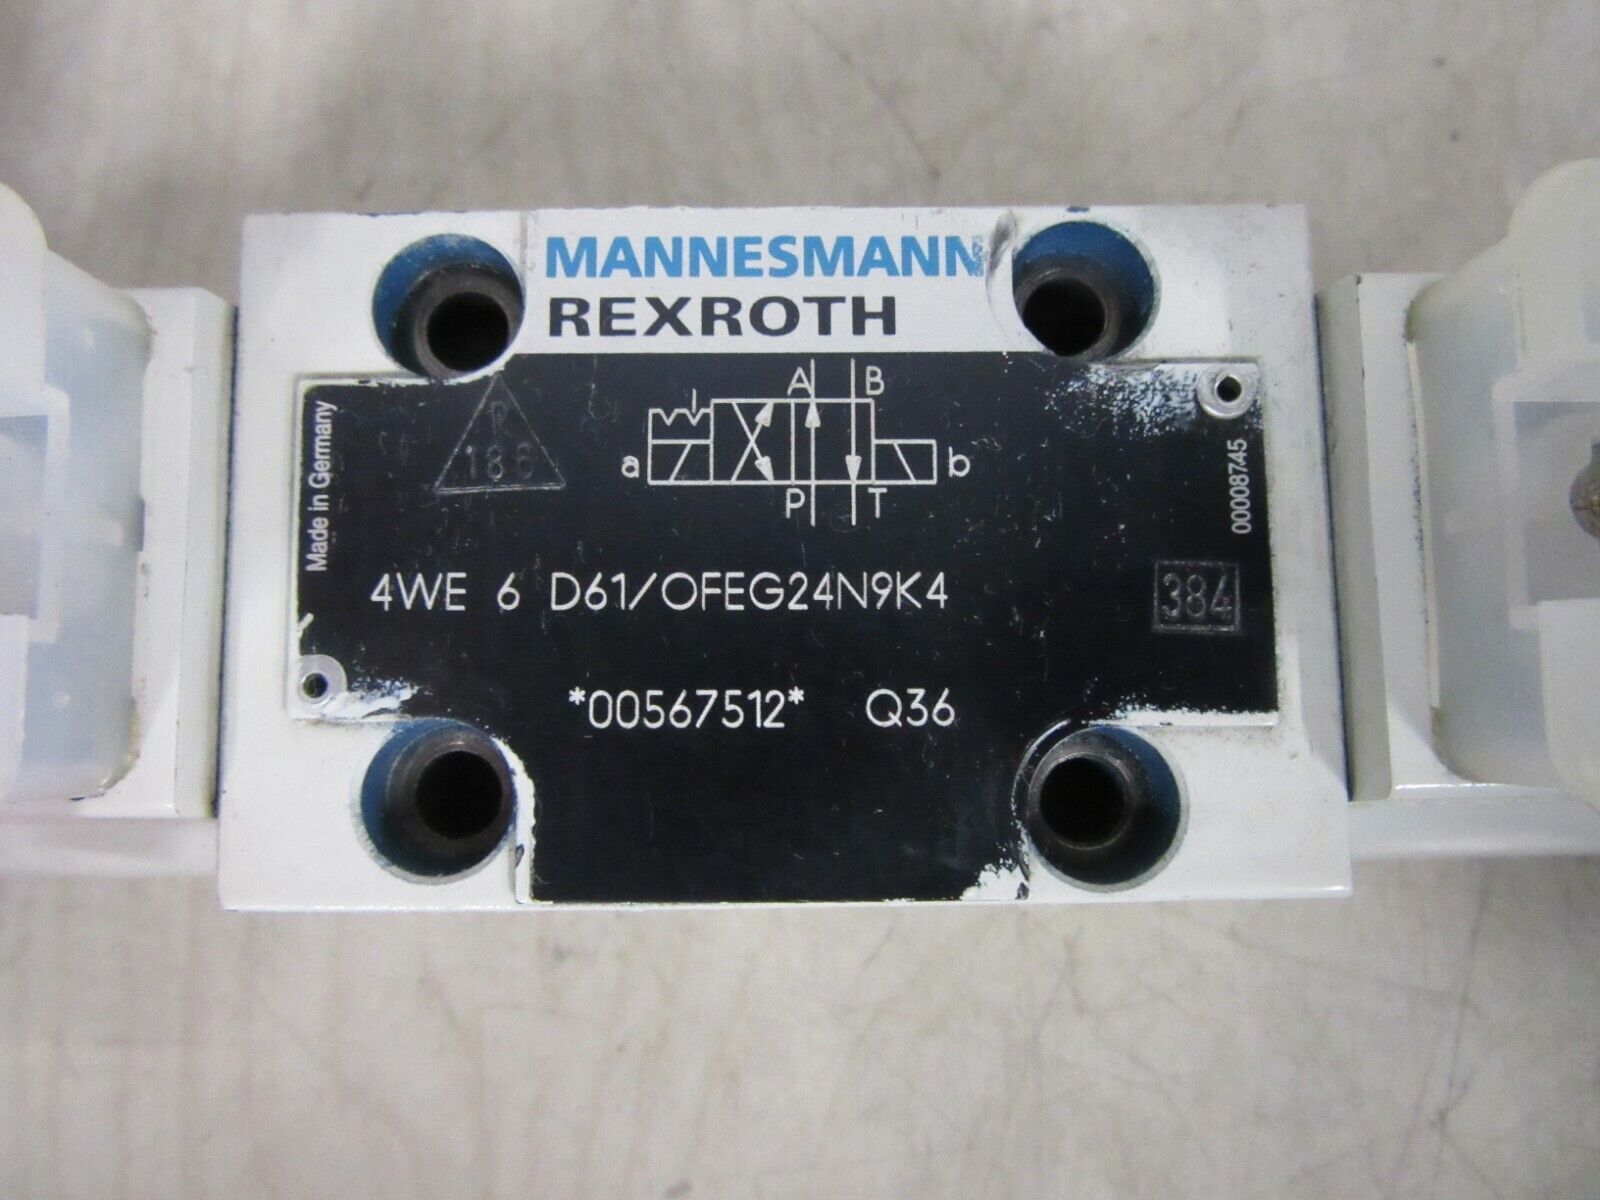 MANNESMANN
REXROTH
A B
a b
P T
Made in Germany
00008745
4WE 6 D61/OFEG24N9K4
384
*00567512* Q36